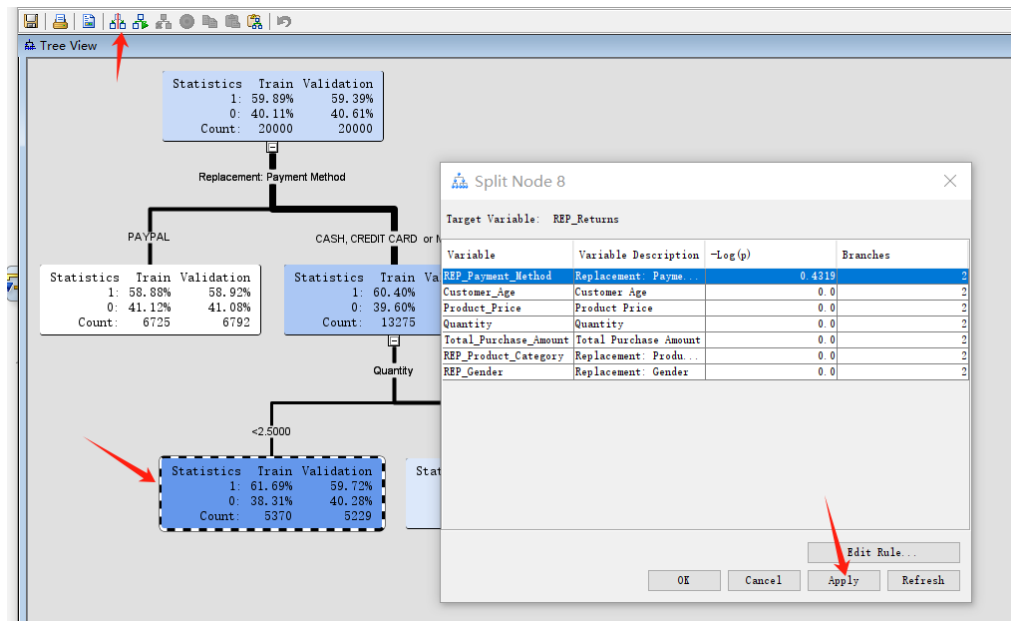 Tree View
Statistics Train Validation
1: 59.89% 59.39%
0: 40.11% 40.61%
Count: 20000 20000
Replacement: Payment Method
PAYPAL
CASH, CREDIT CARD or
Statistics Train Validation
1: 58.88% 58.92%
0: 41.12% 41.08%
Count: 6725 6792
Statistics Train Va
1: 60.40%
0: 39.60%
Count: 13275
Quantity
<2.5000
Statistics Train Validation
1: 61.69% 59.72%
0: 38.31% 40.28%
Count: 5370 5229
Stat
Split Node 8
Target Variable: REP_Returns
Variable Variable Description -Log(p) Branches
REP_Payment_Method Replacement: Payme... 0.4319 2
Customer_Age Customer Age 0.0 2
Product_Price Product Price 0.0 2
Quantity Quantity 0.0 2
Total_Purchase_Amount Total Purchase Amount 0.0 2
REP_Product_Category Replacement: Produ... 0.0 2
REP_Gender Replacement: Gender 0.0 2
Edit Rule...
OK Cancel Apply Refresh